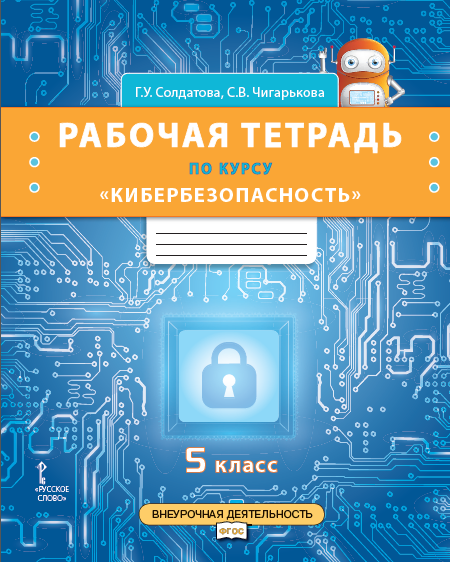 Г.У. Солдатова, С.В. Чигарькова
РАБОЧАЯ ТЕТРАДЬ
ПО КУРСУ
«КИБЕРБЕЗОПАСНОСТЬ»
5 класс
«РУССКОЕ
СЛОВО»
ВНЕУРОЧНАЯ ДЕЯТЕЛЬНОСТЬ
ФГОС